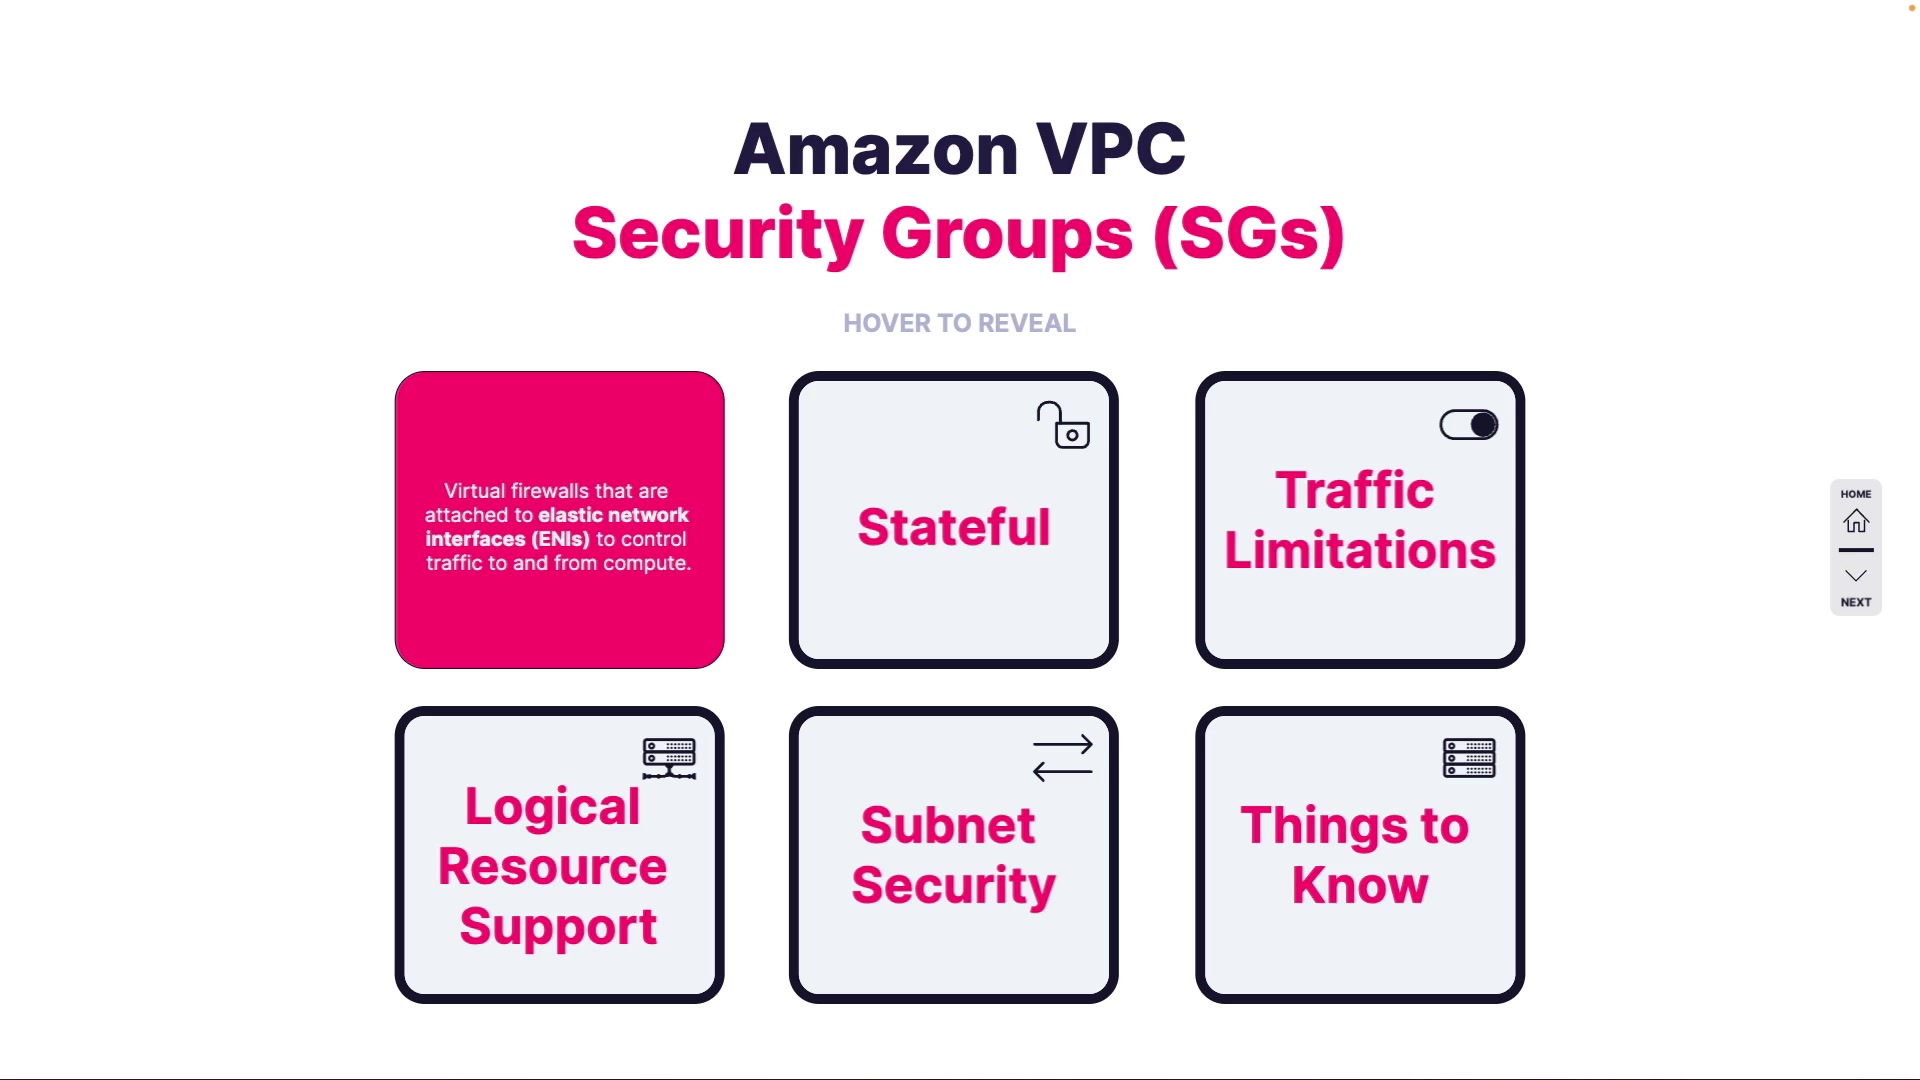 Amazon VPC
Security Groups (SGs)
HOVER TO REVEAL
Virtual firewalls that are
attached to elastic network
interfaces (ENIs) to control
traffic to and from compute.
Stateful
Traffic
Limitations
Logical
Resource
Support
Subnet
Security
Things to
Know
HOME
NEXT